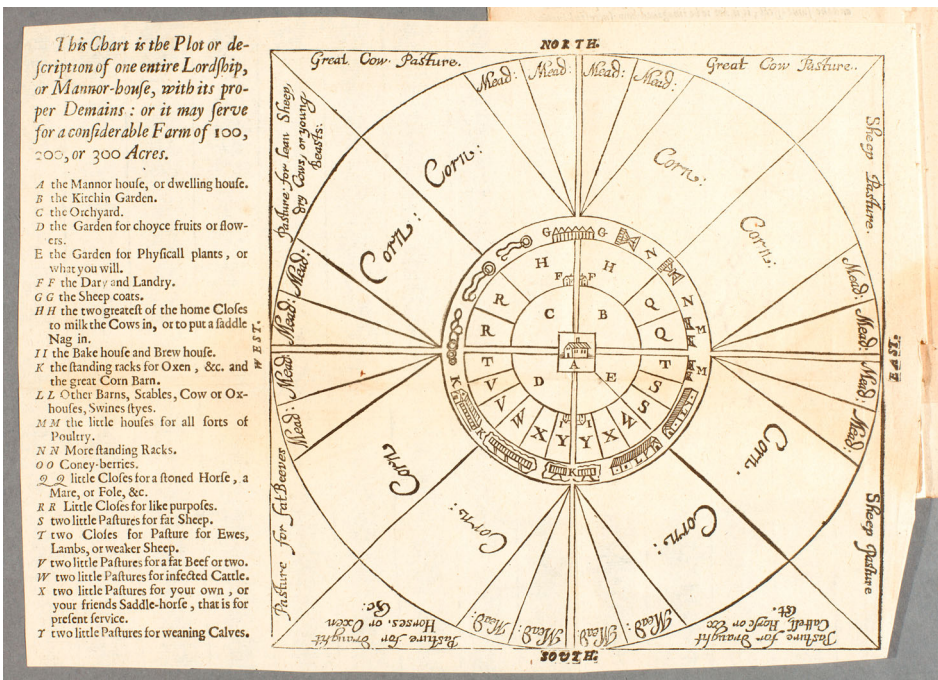 This Chart is the Plot or de-
ſcription of one entire Lordſhip,
or Mannor-houſe, with its pro-
per Demains : or it may ſerve
for a conſiderable Farm of 100,
200, or 300 Acres.
A the Mannor houſe, or dwelling houſe.
B the Kitchin Garden.
C the Orchyard.
D the Garden for choyce fruits or flow-
ers.
E the Garden for Phyſicall plants, or
what you will.
F F the Dary and Landry.
G G the Sheep coats.
H H the two greateſt of the home Cloſes
to milk the Cows in, or to put a ſaddle
Nag in.
I I the Bake houſe and Brew houſe.
K the ſtanding racks for Oxen, &c. and
the great Corn Barn.
L L Other Barns, Stables, Cow or Ox-
houſes, Swines ſtyes.
M M the little houſes for all ſorts of
Poultry.
N N More ſtanding Racks.
O O Coney-berries.
Q Q little Cloſes for a ſtoned Horſe, a
Mare, or Fole, &c.
R R Little Cloſes for like purpoſes.
S two little Paſtures for fat Sheep.
T two Cloſes for Paſture for Ewes,
Lambs, or weaker Sheep.
V two little Paſtures for a fat Beef or two.
W two little Paſtures for infected Cattle.
X two little Paſtures for your own, or
your friends Saddle-horſe, that is for
preſent ſervice.
Y two little Paſtures for weaning Calves.
NORTH.
Great Cow Paſture.
Mead:
Mead:
Mead:
Mead:
Great Cow Paſture.
Paſture for lean Sheep,
dry Cows, or young
Beaſts:
Sheep Paſture.
Corn:
Corn:
Corn:
Corn:
Mead:
Mead:
Mead:
Mead:
WEST.
EAST.
G G
N
N
H H
F F
R Q
R Q
C B
A
M
M
T T
D E
K
K
V S
V S
W W
X X
Y Y
I I
L L
K
Mead:
Mead:
Mead:
Mead:
Corn
Corn.
Corn:
Corn:
Paſture for fat Beeves
Sheep Paſture
Mead:
Mead:
Mead:
Mead:
Paſture for Draught
Horſes, or Oxen
&c:
Paſture for Draught
Cattell, Horſe or Ox
&c.
SOUTH.